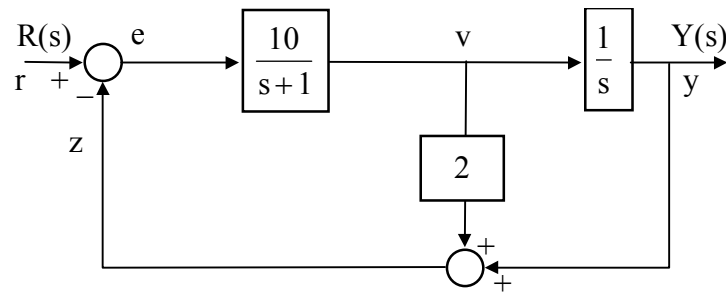 R(s) e v Y(s)
r + − 10/(s + 1) 1/s y
z
2
+
+